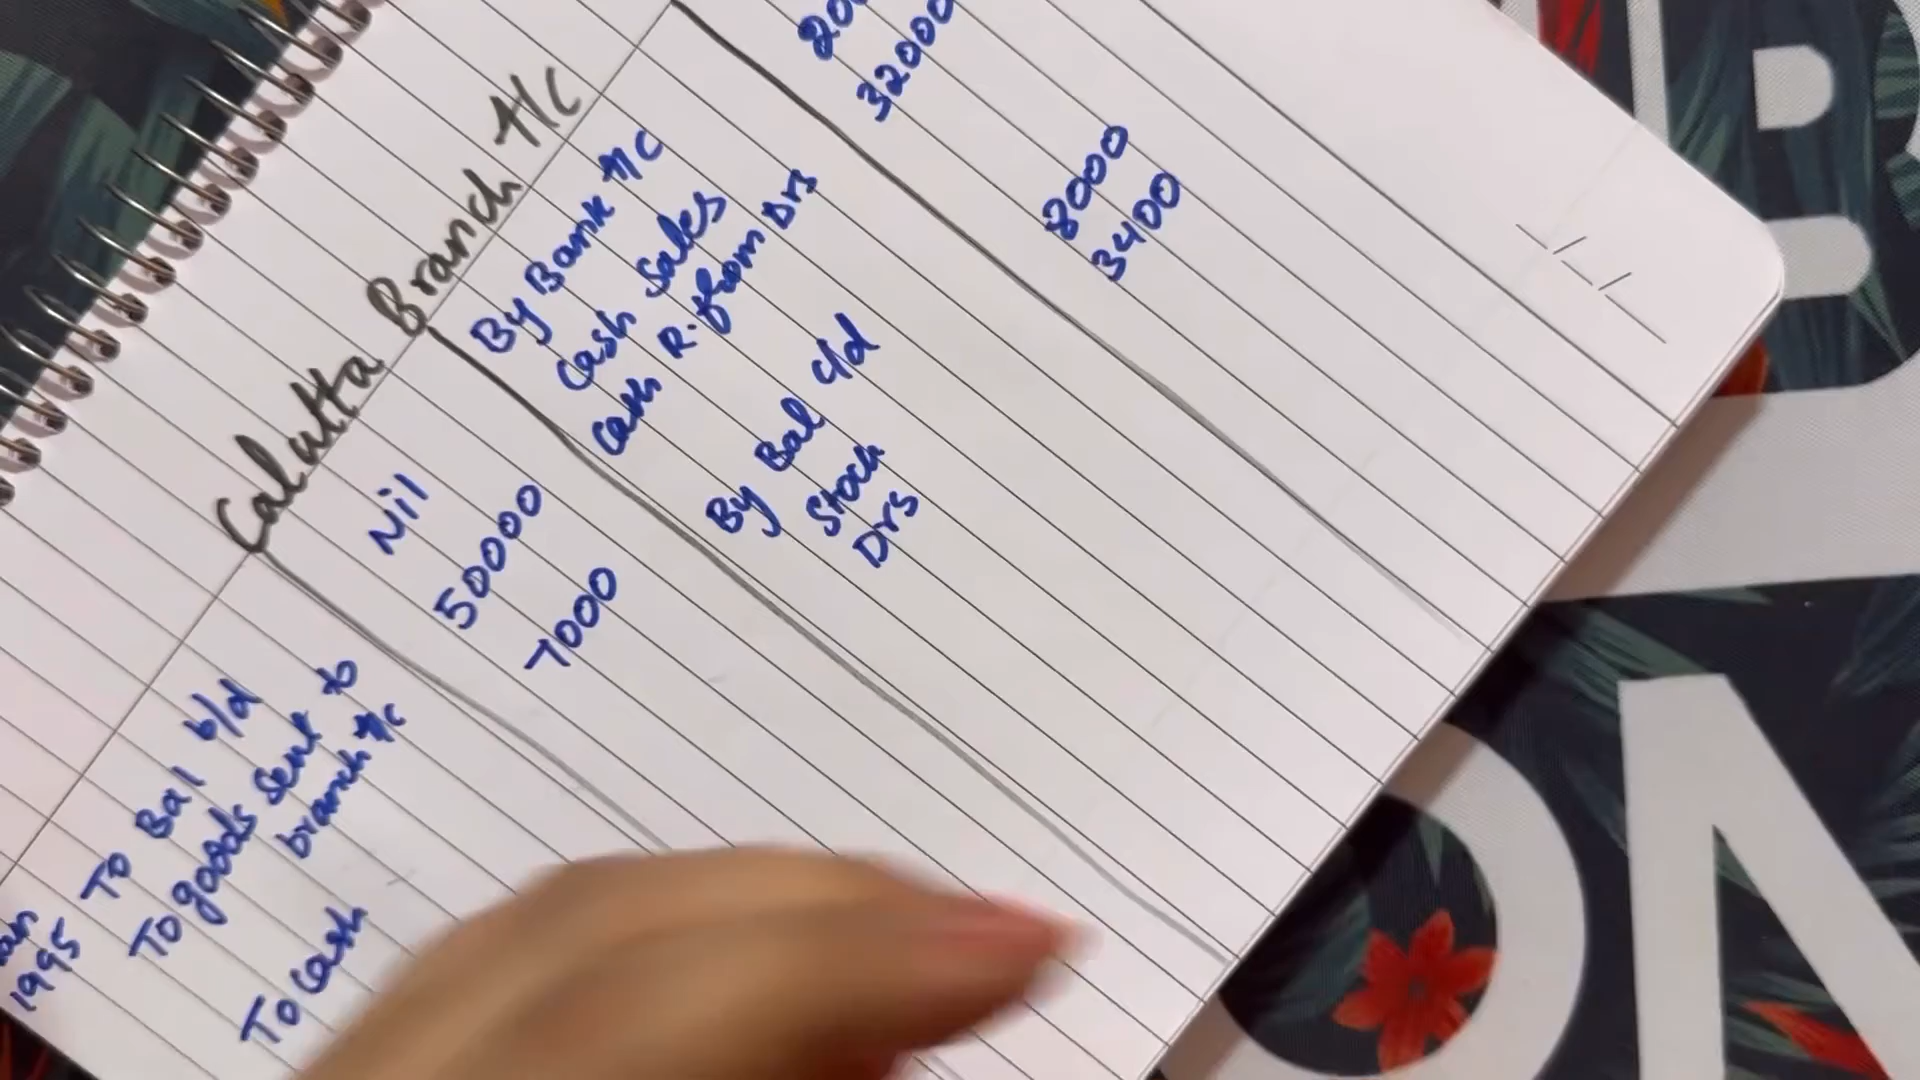 Calcutta Branch A/C
1995 To Bal b/d Nil By Bank A/C
To goods sent to 50000 Cash Sales
branch A/c Cash R. from Drs 32000
To Cash 7000 By Bal c/d
Stock 8000
Drs 3400